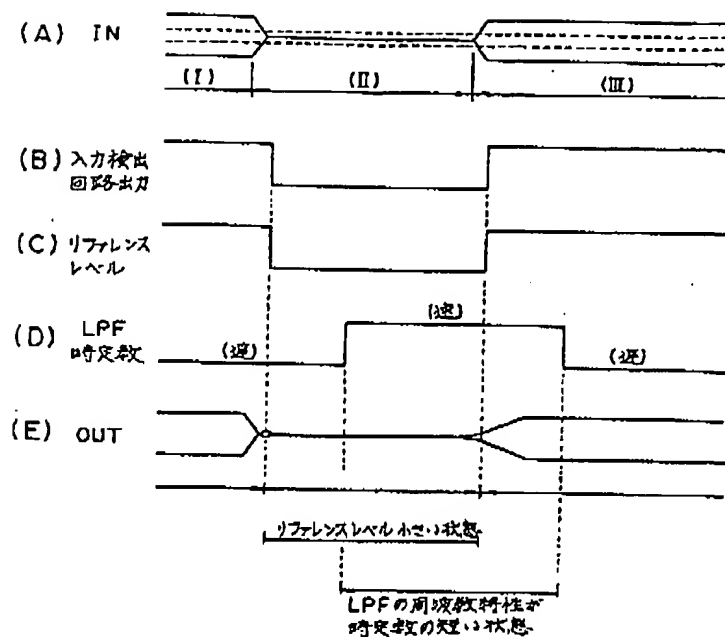 (A) IN
(I) (II) (III)
(B) 入力検出
回路出力
(C) リファレンス
レベル
(速)
(D) LPF
時定数
(遅) (遅)
(E) OUT
リファレンスレベル小さい状態
LPFの周波数特性が
時定数の短い状態